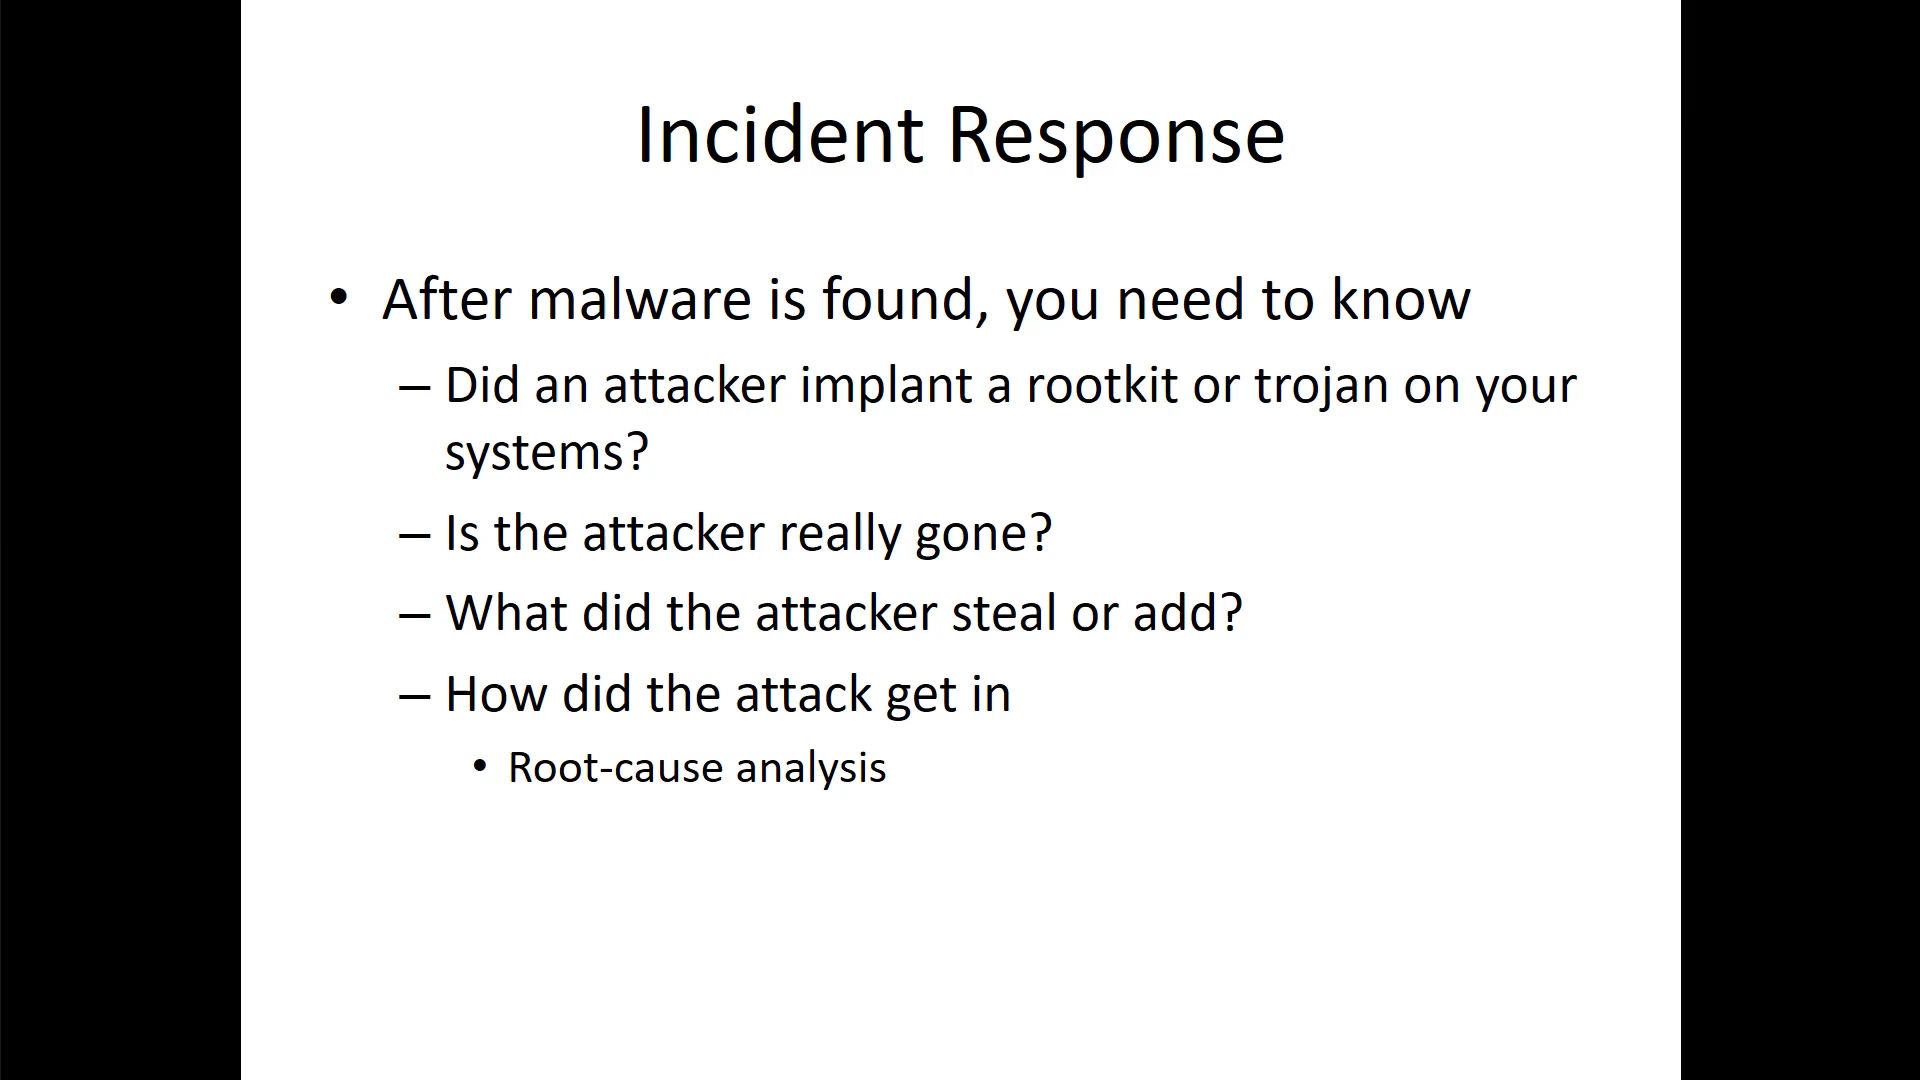 Incident Response
• After malware is found, you need to know
– Did an attacker implant a rootkit or trojan on your
systems?
– Is the attacker really gone?
– What did the attacker steal or add?
– How did the attack get in
• Root-cause analysis